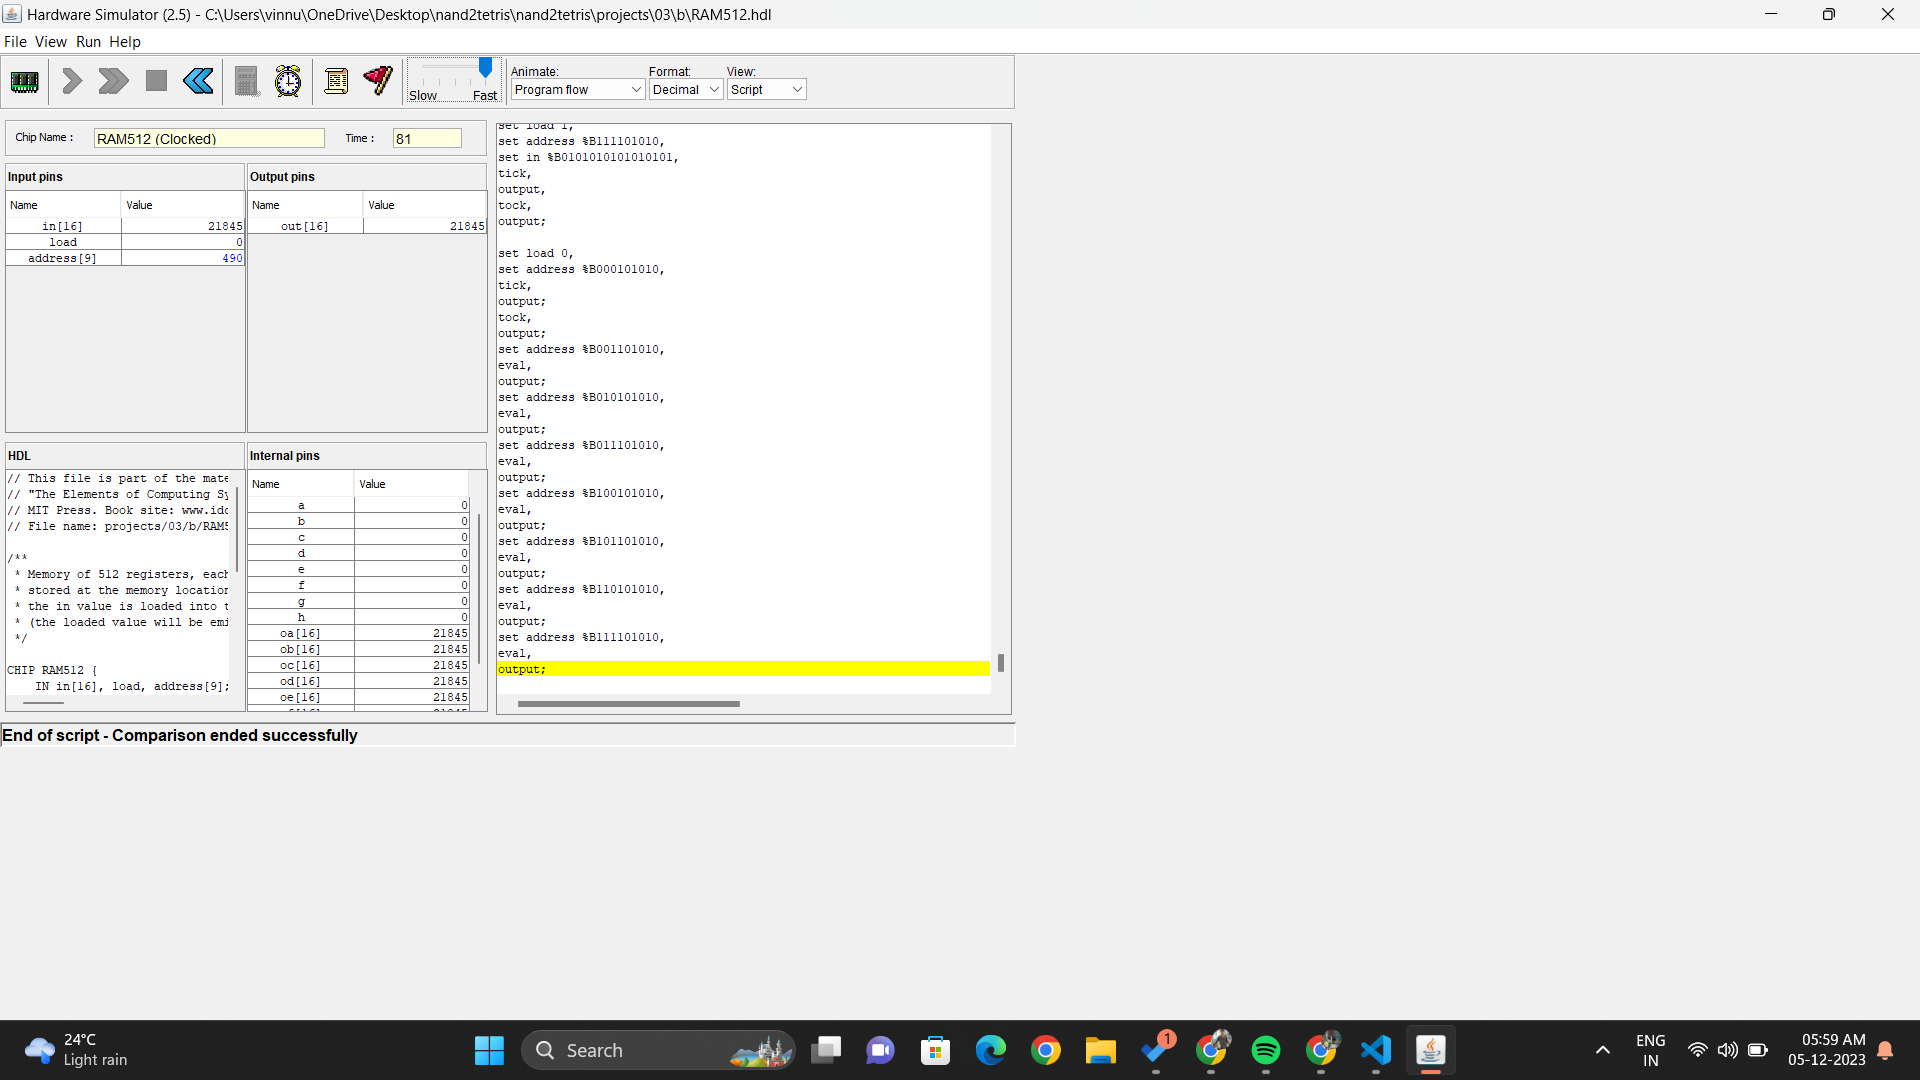 Hardware Simulator (2.5) - C:\Users\vinnu\OneDrive\Desktop\nand2tetris\nand2tetris\projects\03\b\RAM512.hdl
File View Run Help
Slow Fast
Animate: Format: View:
Program flow Decimal Script
Chip Name : RAM512 (Clocked) Time : 81
Input pins
Name Value
in[16] 21845
load 0
address[9] 490
Output pins
Name Value
out[16] 21845
HDL
// This file is part of the mate
// "The Elements of Computing Sy
// MIT Press. Book site: www.idc
// File name: projects/03/b/RAM5
/**
* Memory of 512 registers, each
* stored at the memory location
* the in value is loaded into t
* (the loaded value will be emi
*/
CHIP RAM512 {
IN in[16], load, address[9];
Internal pins
Name Value
a 0
b 0
c 0
d 0
e 0
f 0
g 0
h 0
oa[16] 21845
ob[16] 21845
oc[16] 21845
od[16] 21845
oe[16] 21845
set load 1,
set address %B111101010,
set in %B0101010101010101,
tick,
output,
tock,
output;
set load 0,
set address %B000101010,
tick,
output;
tock,
output;
set address %B001101010,
eval,
output;
set address %B010101010,
eval,
output;
set address %B011101010,
eval,
output;
set address %B100101010,
eval,
output;
set address %B101101010,
eval,
output;
set address %B110101010,
eval,
output;
set address %B111101010,
eval,
output;
End of script - Comparison ended successfully
24°C
Light rain
Search
1
ENG
IN
05:59 AM
05-12-2023